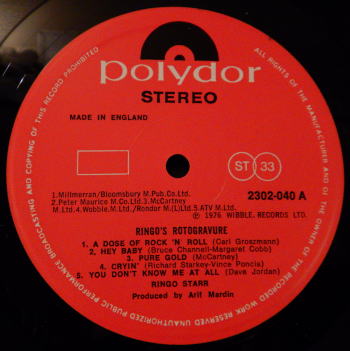 polydor
STEREO
MADE IN ENGLAND
ST 33
2302-040 A
1.Millmerran/Bloomsbury M.Pub.Co.Ltd.
2.Peter Maurice M.Co.Ltd.3.McCartney
M.Ltd.4.Wobble.M.Ltd./Rondor M.(L)Ltd.5.ATV M.Ltd.
℗ 1976 WIBBLE. RECORDS LTD.
RINGO'S ROTOGRAVURE
1. A DOSE OF ROCK 'N' ROLL (Carl Groszmann)
2. HEY BABY (Bruce Channell-Margaret Cobb)
3. PURE GOLD (McCartney)
4. CRYIN' (Richard Starkey-Vince Poncia)
5. YOU DON'T KNOW ME AT ALL (Dave Jordan)
RINGO STARR
Produced by Arif Mardin
ALL RIGHTS OF THE MANUFACTURER AND OF THE OWNER OF THE RECORDED WORK RESERVED UNAUTHORIZED PUBLIC PERFORMANCE BROADCASTING AND COPYING OF THIS RECORD PROHIBITED